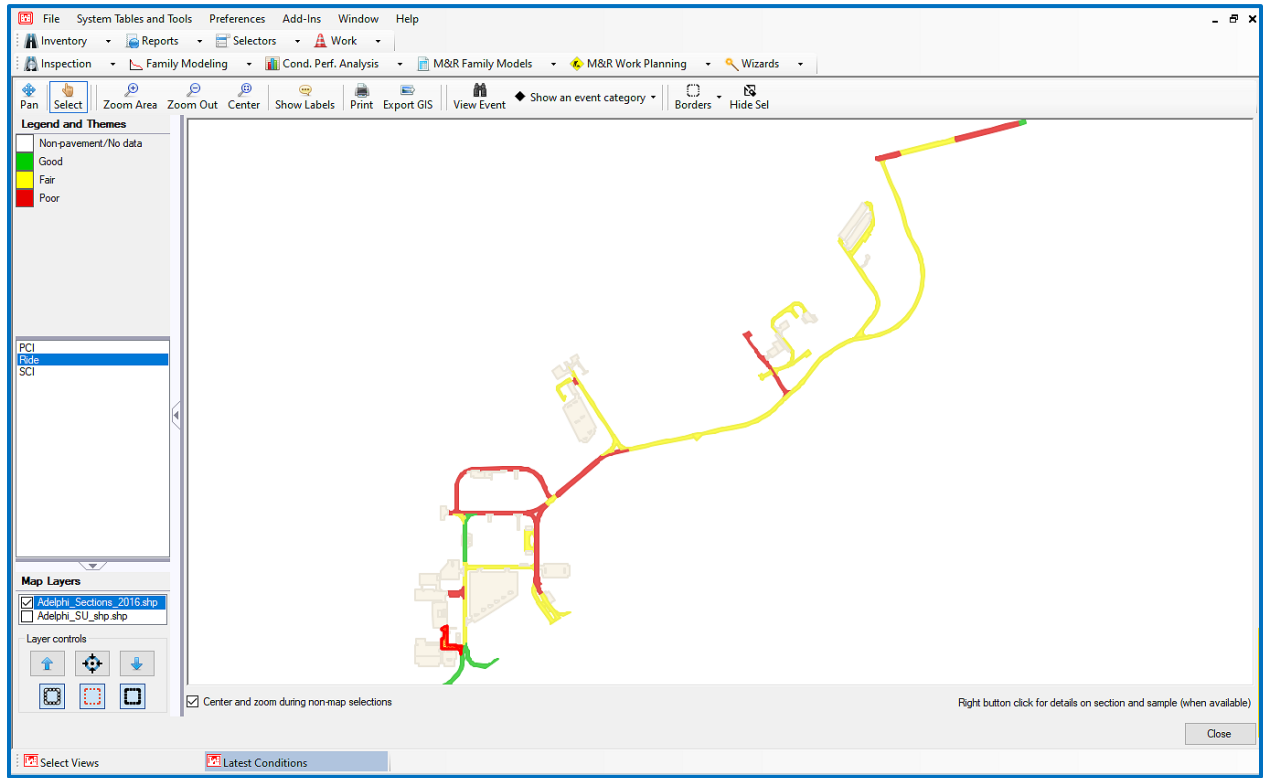 File System Tables and Tools Preferences Add-Ins Window Help
Inventory Reports Selectors Work
Inspection Family Modeling Cond. Perf. Analysis M&R Family Models M&R Work Planning Wizards
Pan Select Zoom Area Zoom Out Center Show Labels Print Export GIS View Event Show an event category Borders Hide Sel
Legend and Themes
Non-pavement/No data
Good
Fair
Poor
PCI
Ride
SCI
Map Layers
Adelphi_Sections_2016.shp
Adelphi_SU_shp.shp
Layer controls
Center and zoom during non-map selections
Right button click for details on section and sample (when available)
Close
Select Views
Latest Conditions